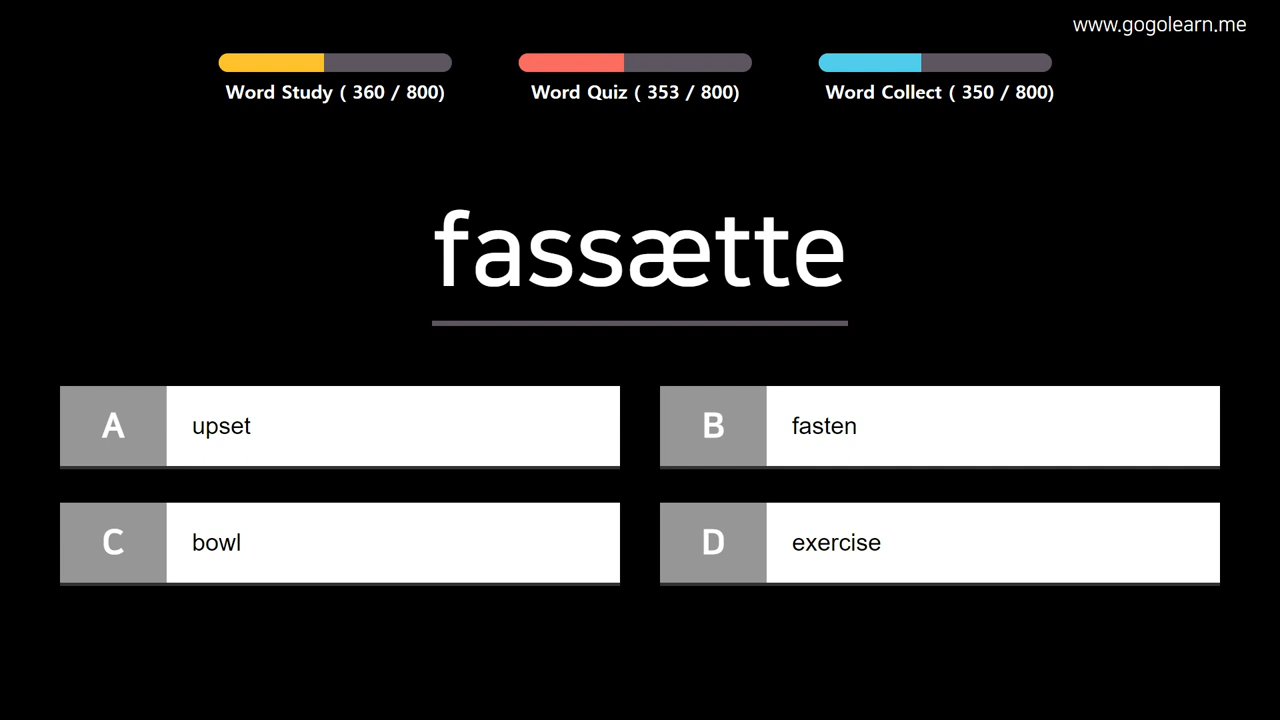 www.gogolearn.me
Word Study ( 360 / 800)
Word Quiz ( 353 / 800)
Word Collect ( 350 / 800)
fassætte
A upset
B fasten
C bowl
D exercise